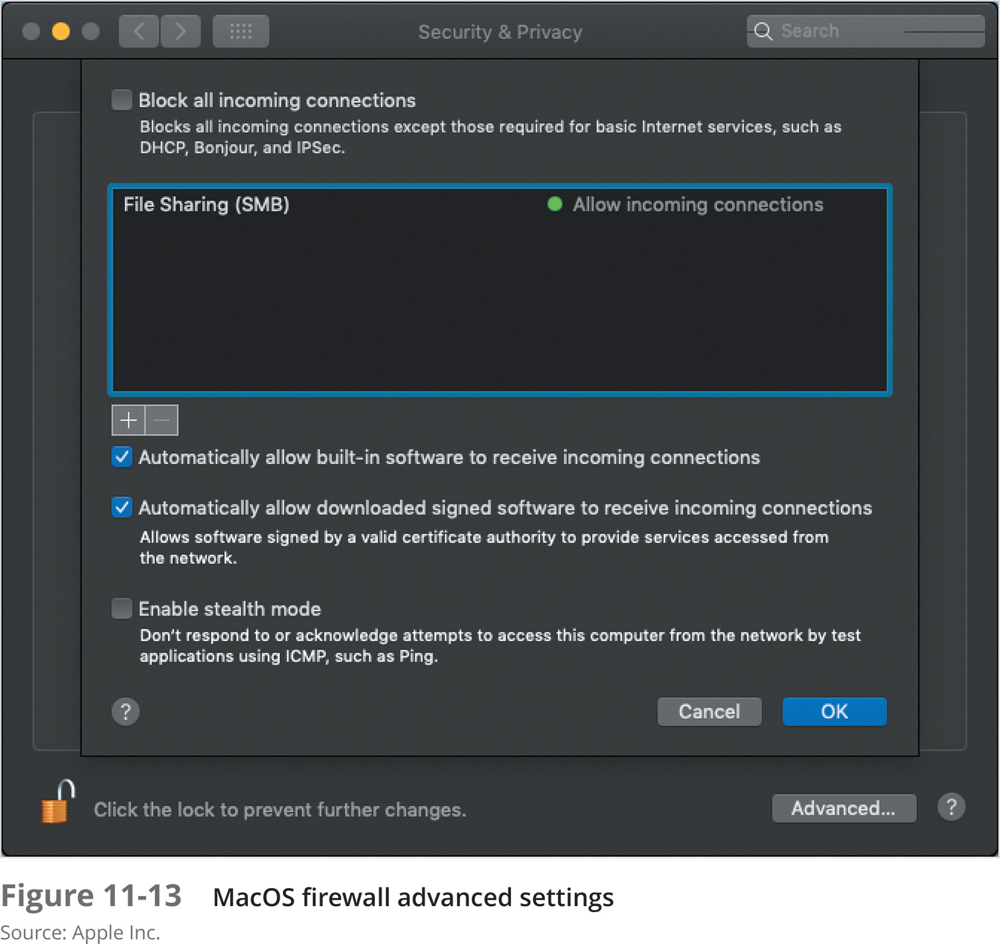 Security & Privacy
Search
Block all incoming connections
Blocks all incoming connections except those required for basic Internet services, such as
DHCP, Bonjour, and IPSec.
File Sharing (SMB)
Allow incoming connections
Automatically allow built-in software to receive incoming connections
Automatically allow downloaded signed software to receive incoming connections
Allows software signed by a valid certificate authority to provide services accessed from
the network.
Enable stealth mode
Don't respond to or acknowledge attempts to access this computer from the network by test
applications using ICMP, such as Ping.
?
Cancel
OK
Click the lock to prevent further changes.
Advanced...
?
Figure 11-13 MacOS firewall advanced settings
Source: Apple Inc.